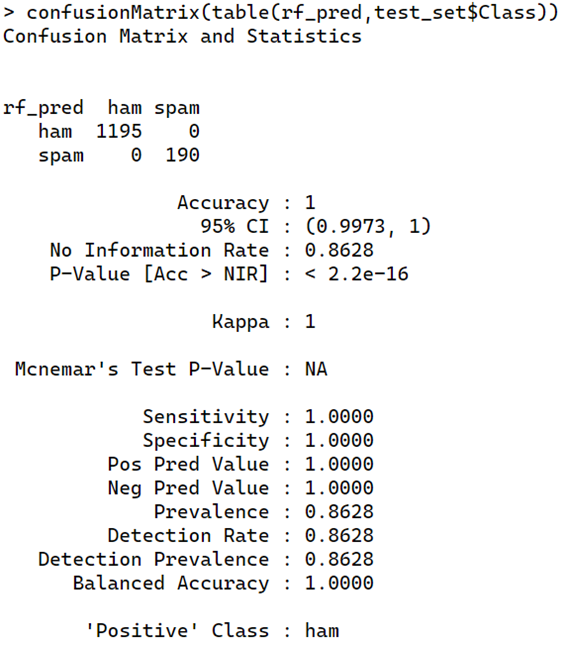 > confusionMatrix(table(rf_pred,test_set$Class))
Confusion Matrix and Statistics
rf_pred ham spam
ham 1195 0
spam 0 190
Accuracy : 1
95% CI : (0.9973, 1)
No Information Rate : 0.8628
P-Value [Acc > NIR] : < 2.2e-16
Kappa : 1
Mcnemar's Test P-Value : NA
Sensitivity : 1.0000
Specificity : 1.0000
Pos Pred Value : 1.0000
Neg Pred Value : 1.0000
Prevalence : 0.8628
Detection Rate : 0.8628
Detection Prevalence : 0.8628
Balanced Accuracy : 1.0000
'Positive' Class : ham